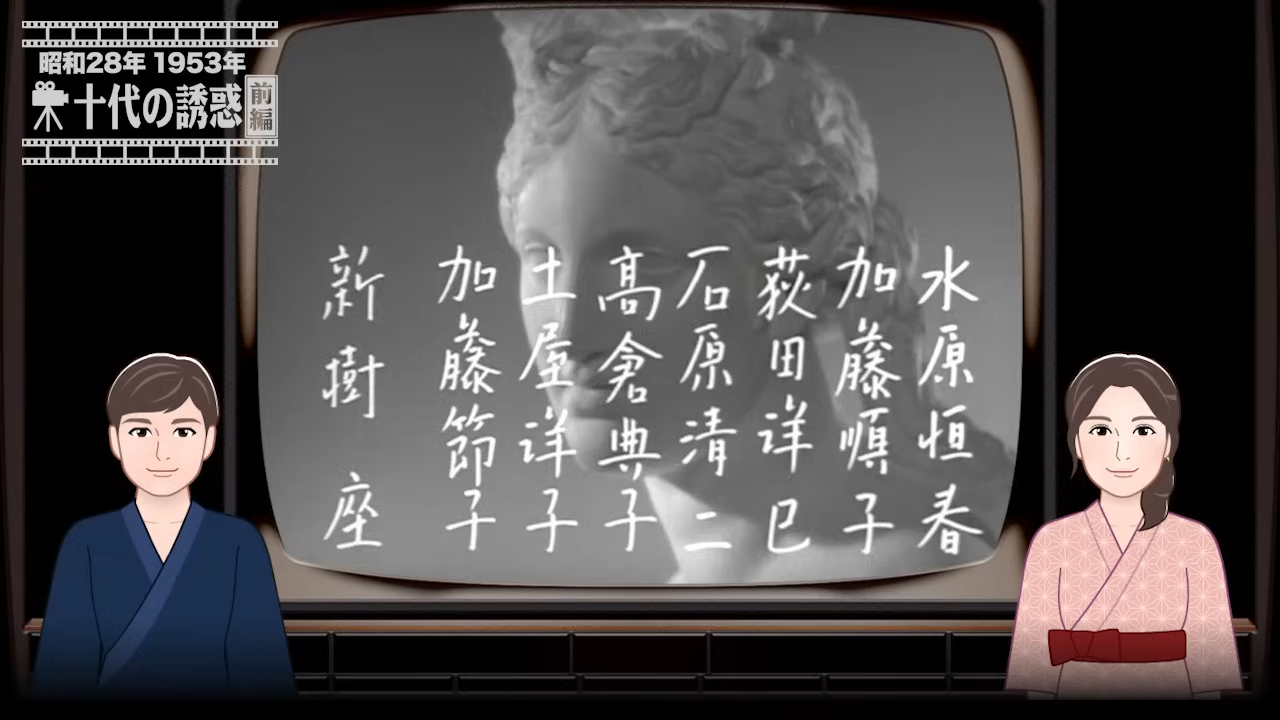 昭和28年 1953年
十代の誘惑
前編
水原恒春
加藤順子
荻田洋巳
石原清二
髙倉典子
土屋洋子
加藤節子
新樹座